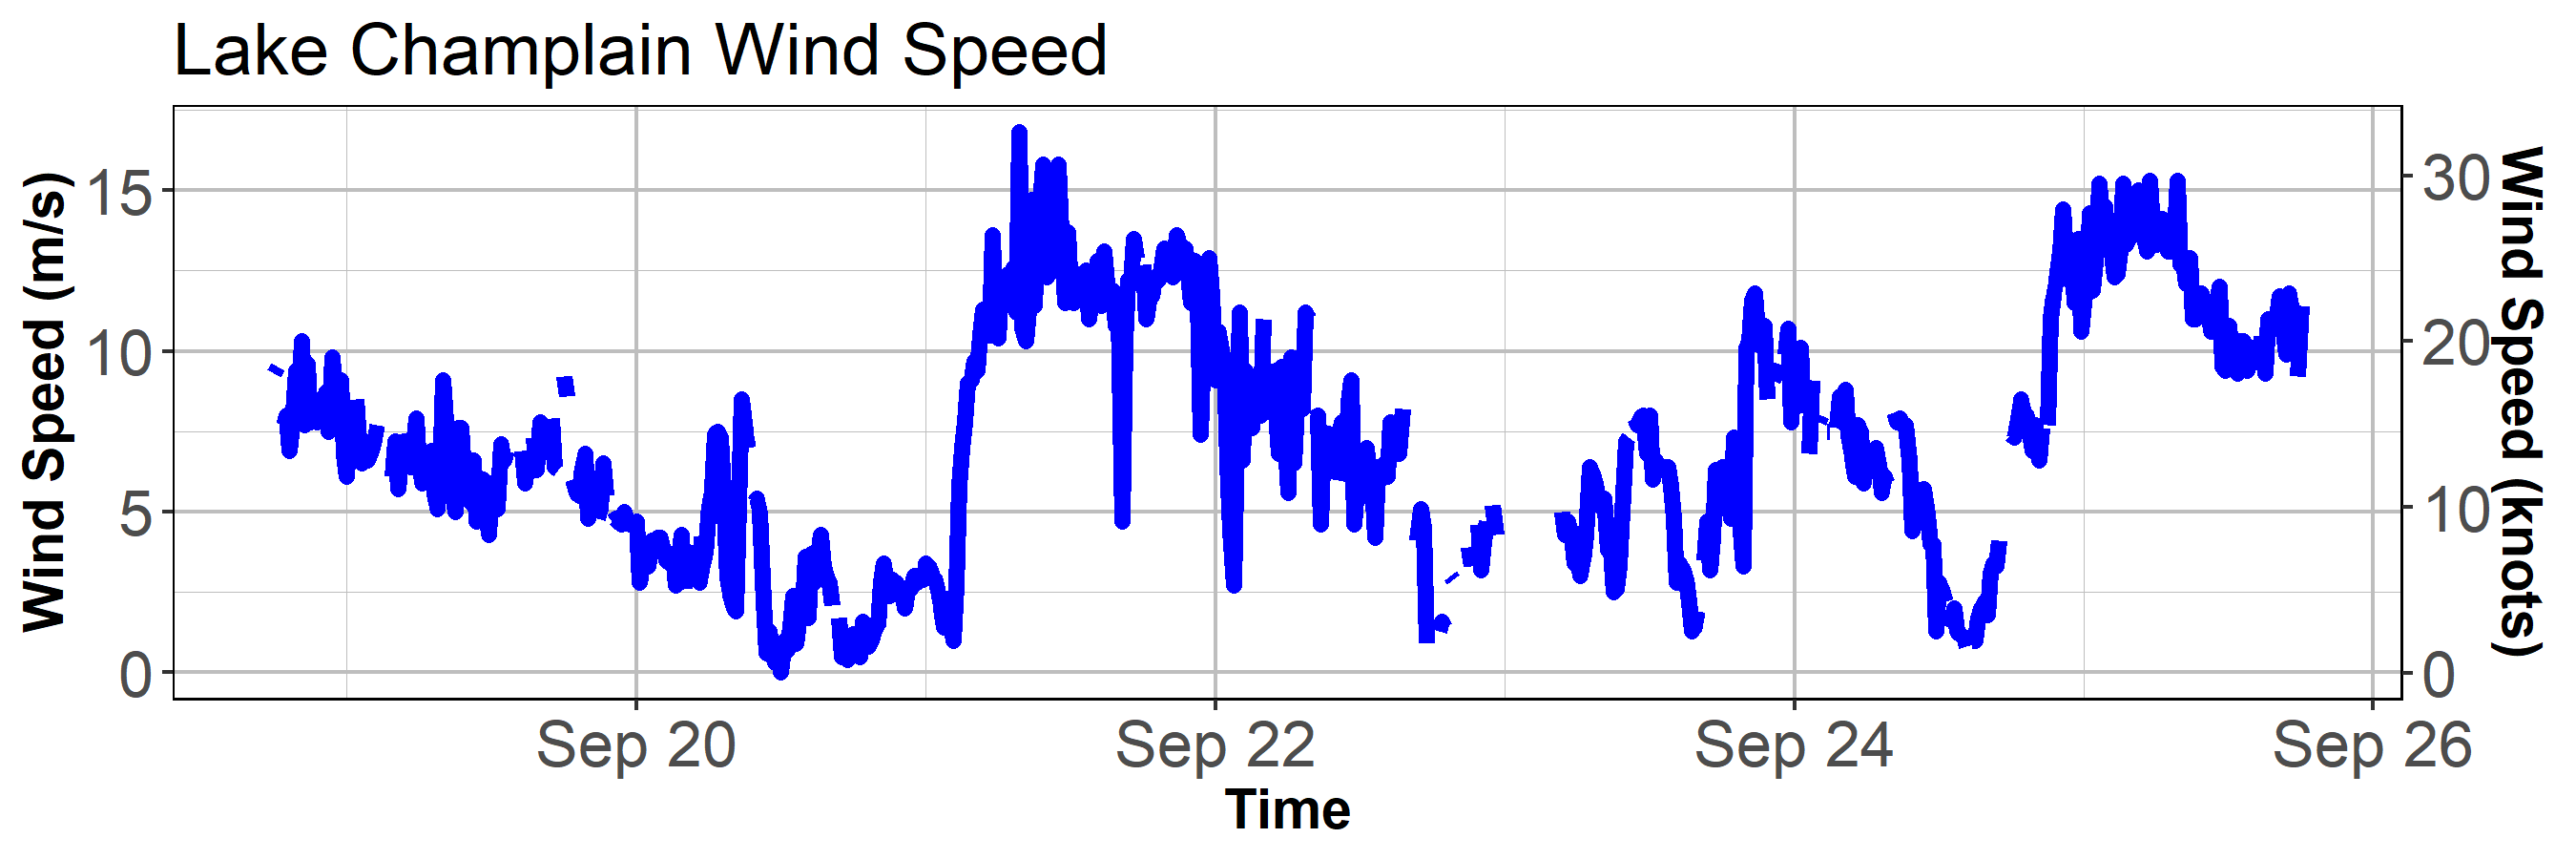 Lake Champlain Wind Speed
Wind Speed (m/s)
15
10
5
0
30
20
10
0
Wind Speed (knots)
Sep 20
Sep 22
Sep 24
Sep 26
Time